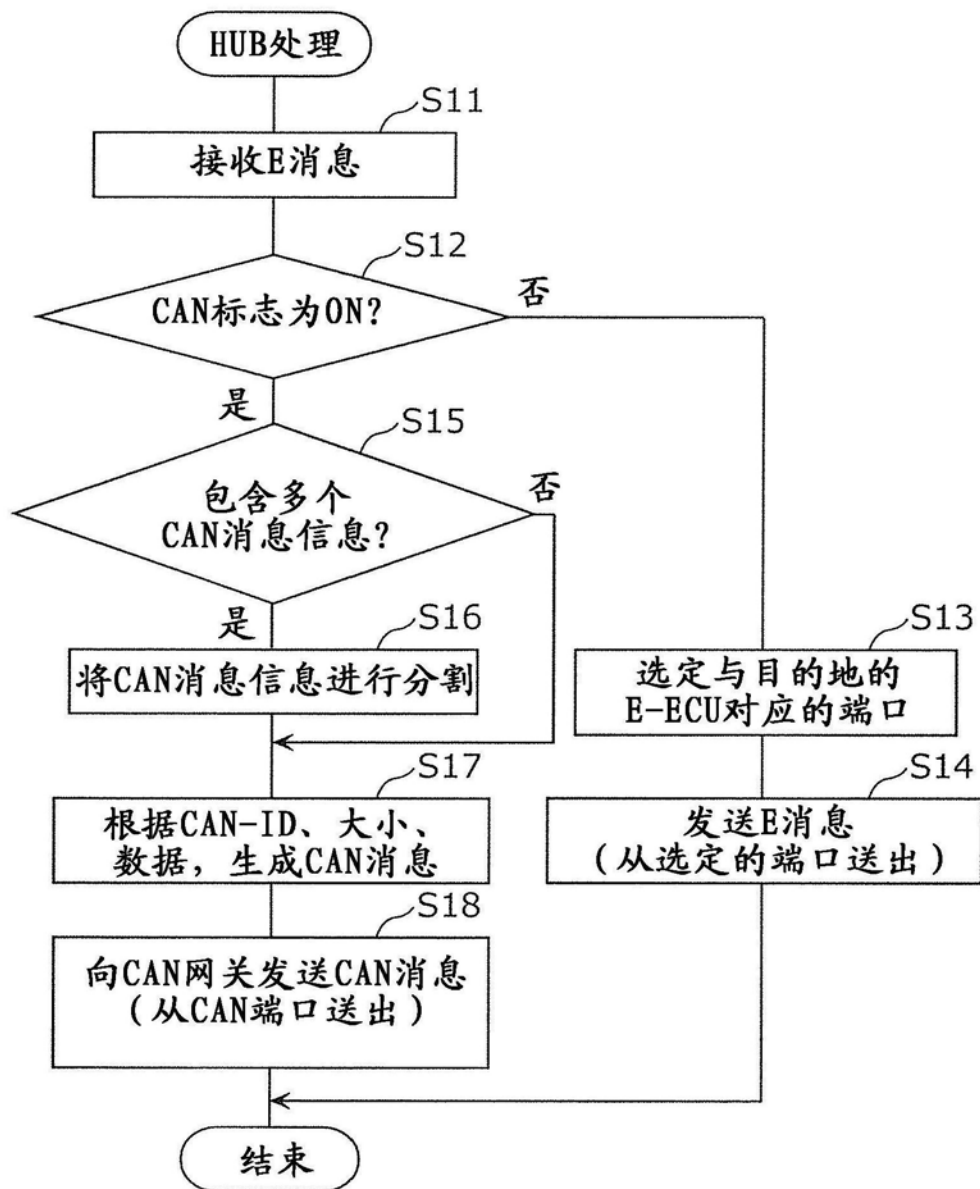 HUB处理
S11
接收E消息
S12
CAN标志为ON?
否
是
S15
包含多个
CAN消息信息?
否
是
S16
将CAN消息信息进行分割
S13
选定与目的地的
E-ECU对应的端口
S17
根据CAN-ID、大小、
数据，生成CAN消息
S14
发送E消息
(从选定的端口送出)
S18
向CAN网关发送CAN消息
(从CAN端口送出)
结束